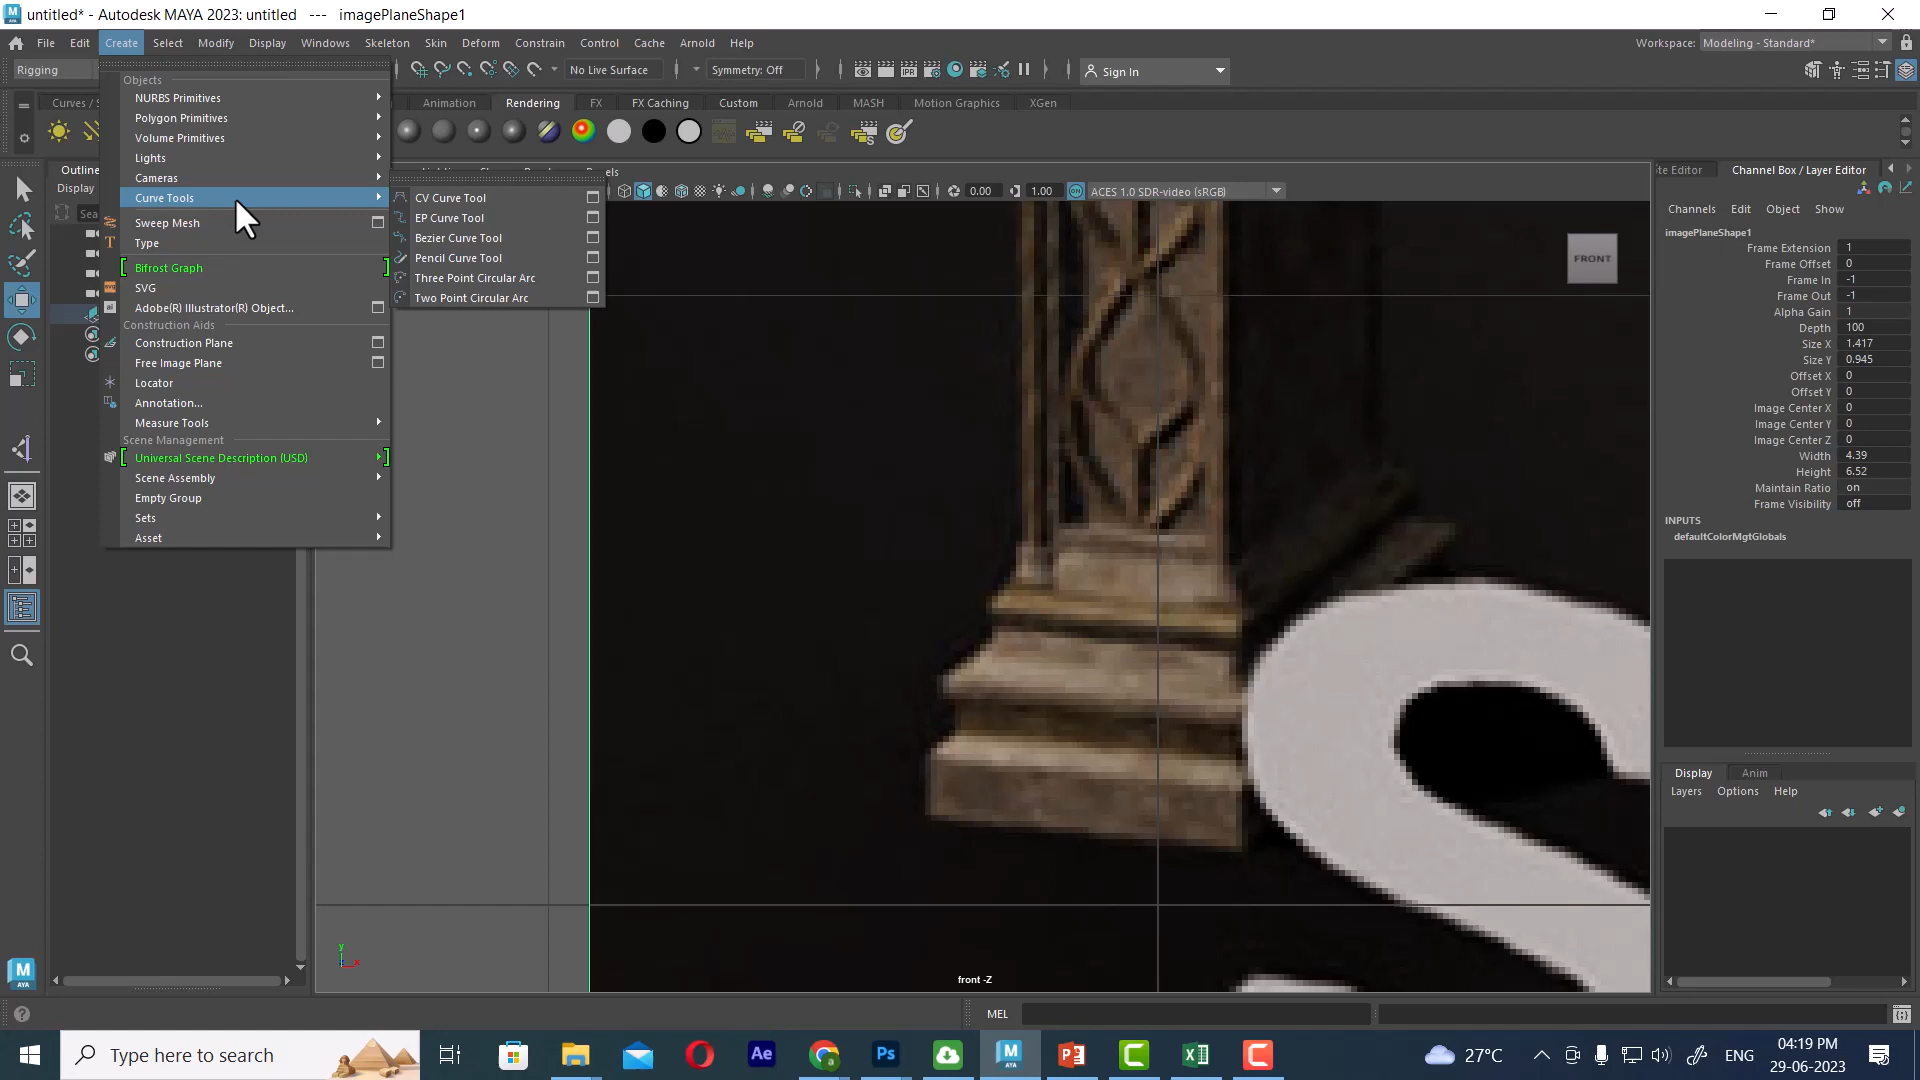 untitled* - Autodesk MAYA 2023: untitled --- imagePlaneShape1
File Edit Create Select Modify Display Windows Skeleton Skin Deform Constrain Control Cache Arnold Help
Workspace: Modeling - Standard*
Rigging No Live Surface Symmetry: Off Sign In
Curves / S Animation Rendering FX FX Caching Custom Arnold MASH Motion Graphics XGen
IPR
Objects
NURBS Primitives
Polygon Primitives
Volume Primitives
Lights
Cameras
Curve Tools
Sweep Mesh
Type
Bifrost Graph
SVG
Adobe(R) Illustrator(R) Object...
Construction Aids
Construction Plane
Free Image Plane
Locator
Annotation...
Measure Tools
Scene Management
Universal Scene Description (USD)
Scene Assembly
Empty Group
Sets
Asset
CV Curve Tool
EP Curve Tool
Bezier Curve Tool
Pencil Curve Tool
Three Point Circular Arc
Two Point Circular Arc
Outline
Display
Sea
0.00 1.00 ACES 1.0 SDR-video (sRGB)
FRONT
y
x
front -Z
Channel Box / Layer Editor
Channels Edit Object Show
imagePlaneShape1
Frame Extension 1
Frame Offset 0
Frame In -1
Frame Out -1
Alpha Gain 1
Depth 100
Size X 1.417
Size Y 0.945
Offset X 0
Offset Y 0
Image Center X 0
Image Center Y 0
Image Center Z 0
Width 4.39
Height 6.52
Maintain Ratio on
Frame Visibility off
INPUTS
defaultColorMgtGlobals
Display Anim
Layers Options Help
MEL
M
AYA
Type here to search
Ae
Ps
27°C
ENG
04:19 PM
29-06-2023